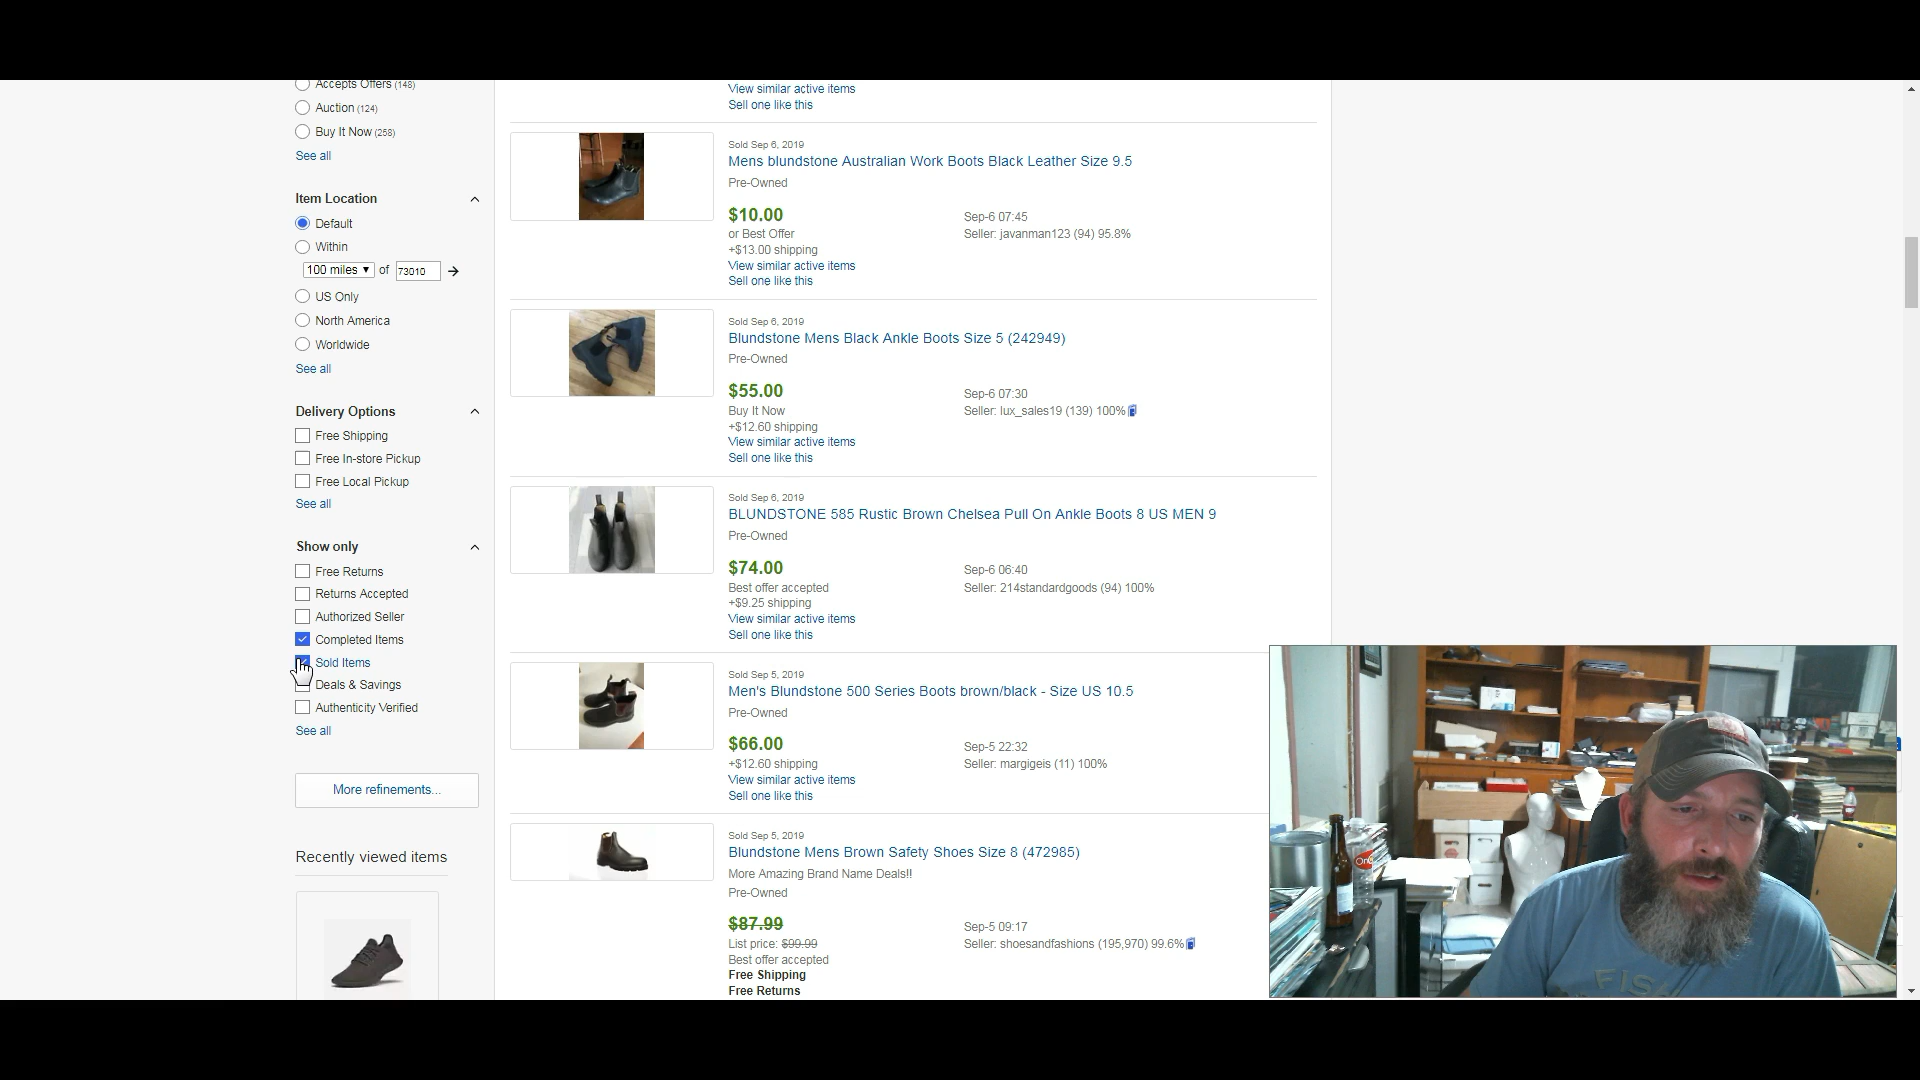 Accepts Offers (148)
Auction (124)
Buy It Now (258)
See all
Item Location
Default
Within
100 miles ▾ of 73010
US Only
North America
Worldwide
See all
Delivery Options
Free Shipping
Free In-store Pickup
Free Local Pickup
See all
Show only
Free Returns
Returns Accepted
Authorized Seller
Completed Items
Sold Items
Deals & Savings
Authenticity Verified
See all
More refinements...
Recently viewed items
View similar active items
Sell one like this
Sold Sep 6, 2019
Mens blundstone Australian Work Boots Black Leather Size 9.5
Pre-Owned
$10.00
or Best Offer
+$13.00 shipping
View similar active items
Sell one like this
Sep-6 07:45
Seller: javanman123 (94) 95.8%
Sold Sep 6, 2019
Blundstone Mens Black Ankle Boots Size 5 (242949)
Pre-Owned
$55.00
Buy It Now
+$12.60 shipping
View similar active items
Sell one like this
Sep-6 07:30
Seller: lux_sales19 (139) 100%
Sold Sep 6, 2019
BLUNDSTONE 585 Rustic Brown Chelsea Pull On Ankle Boots 8 US MEN 9
Pre-Owned
$74.00
Best offer accepted
+$9.25 shipping
View similar active items
Sell one like this
Sep-6 06:40
Seller: 214standardgoods (94) 100%
Sold Sep 5, 2019
Men's Blundstone 500 Series Boots brown/black - Size US 10.5
Pre-Owned
$66.00
+$12.60 shipping
View similar active items
Sell one like this
Sep-5 22:32
Seller: margigeis (11) 100%
Sold Sep 5, 2019
Blundstone Mens Brown Safety Shoes Size 8 (472985)
More Amazing Brand Name Deals!!
Pre-Owned
$87.99
List price: $99.99
Best offer accepted
Free Shipping
Free Returns
Sep-5 09:17
Seller: shoesandfashions (195,970) 99.6%